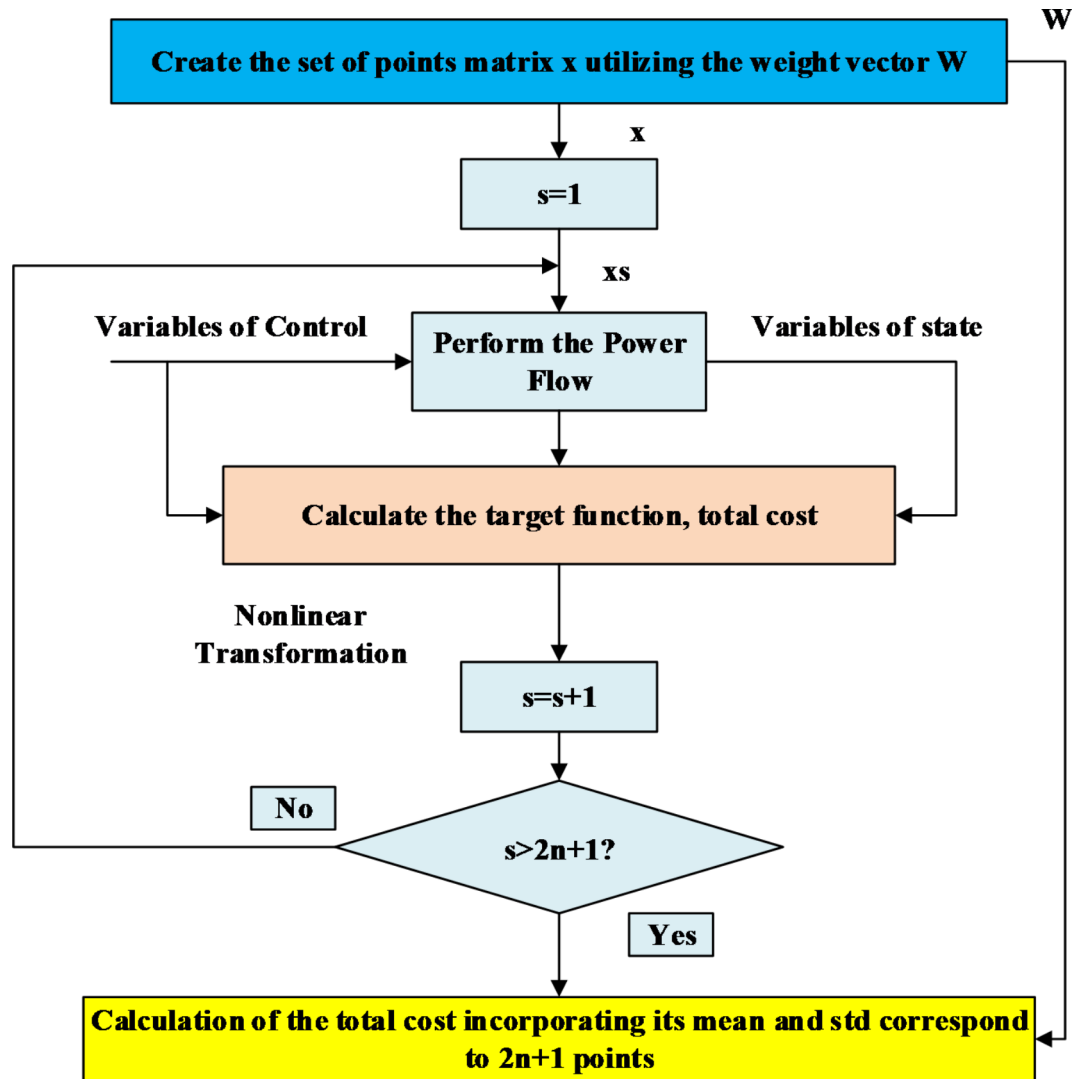 W
Create the set of points matrix x utilizing the weight vector W
x
s=1
xs
Variables of Control
Perform the Power
Flow
Variables of state
Calculate the target function, total cost
Nonlinear
Transformation
s=s+1
No
s>2n+1?
Yes
Calculation of the total cost incorporating its mean and std correspond
to 2n+1 points